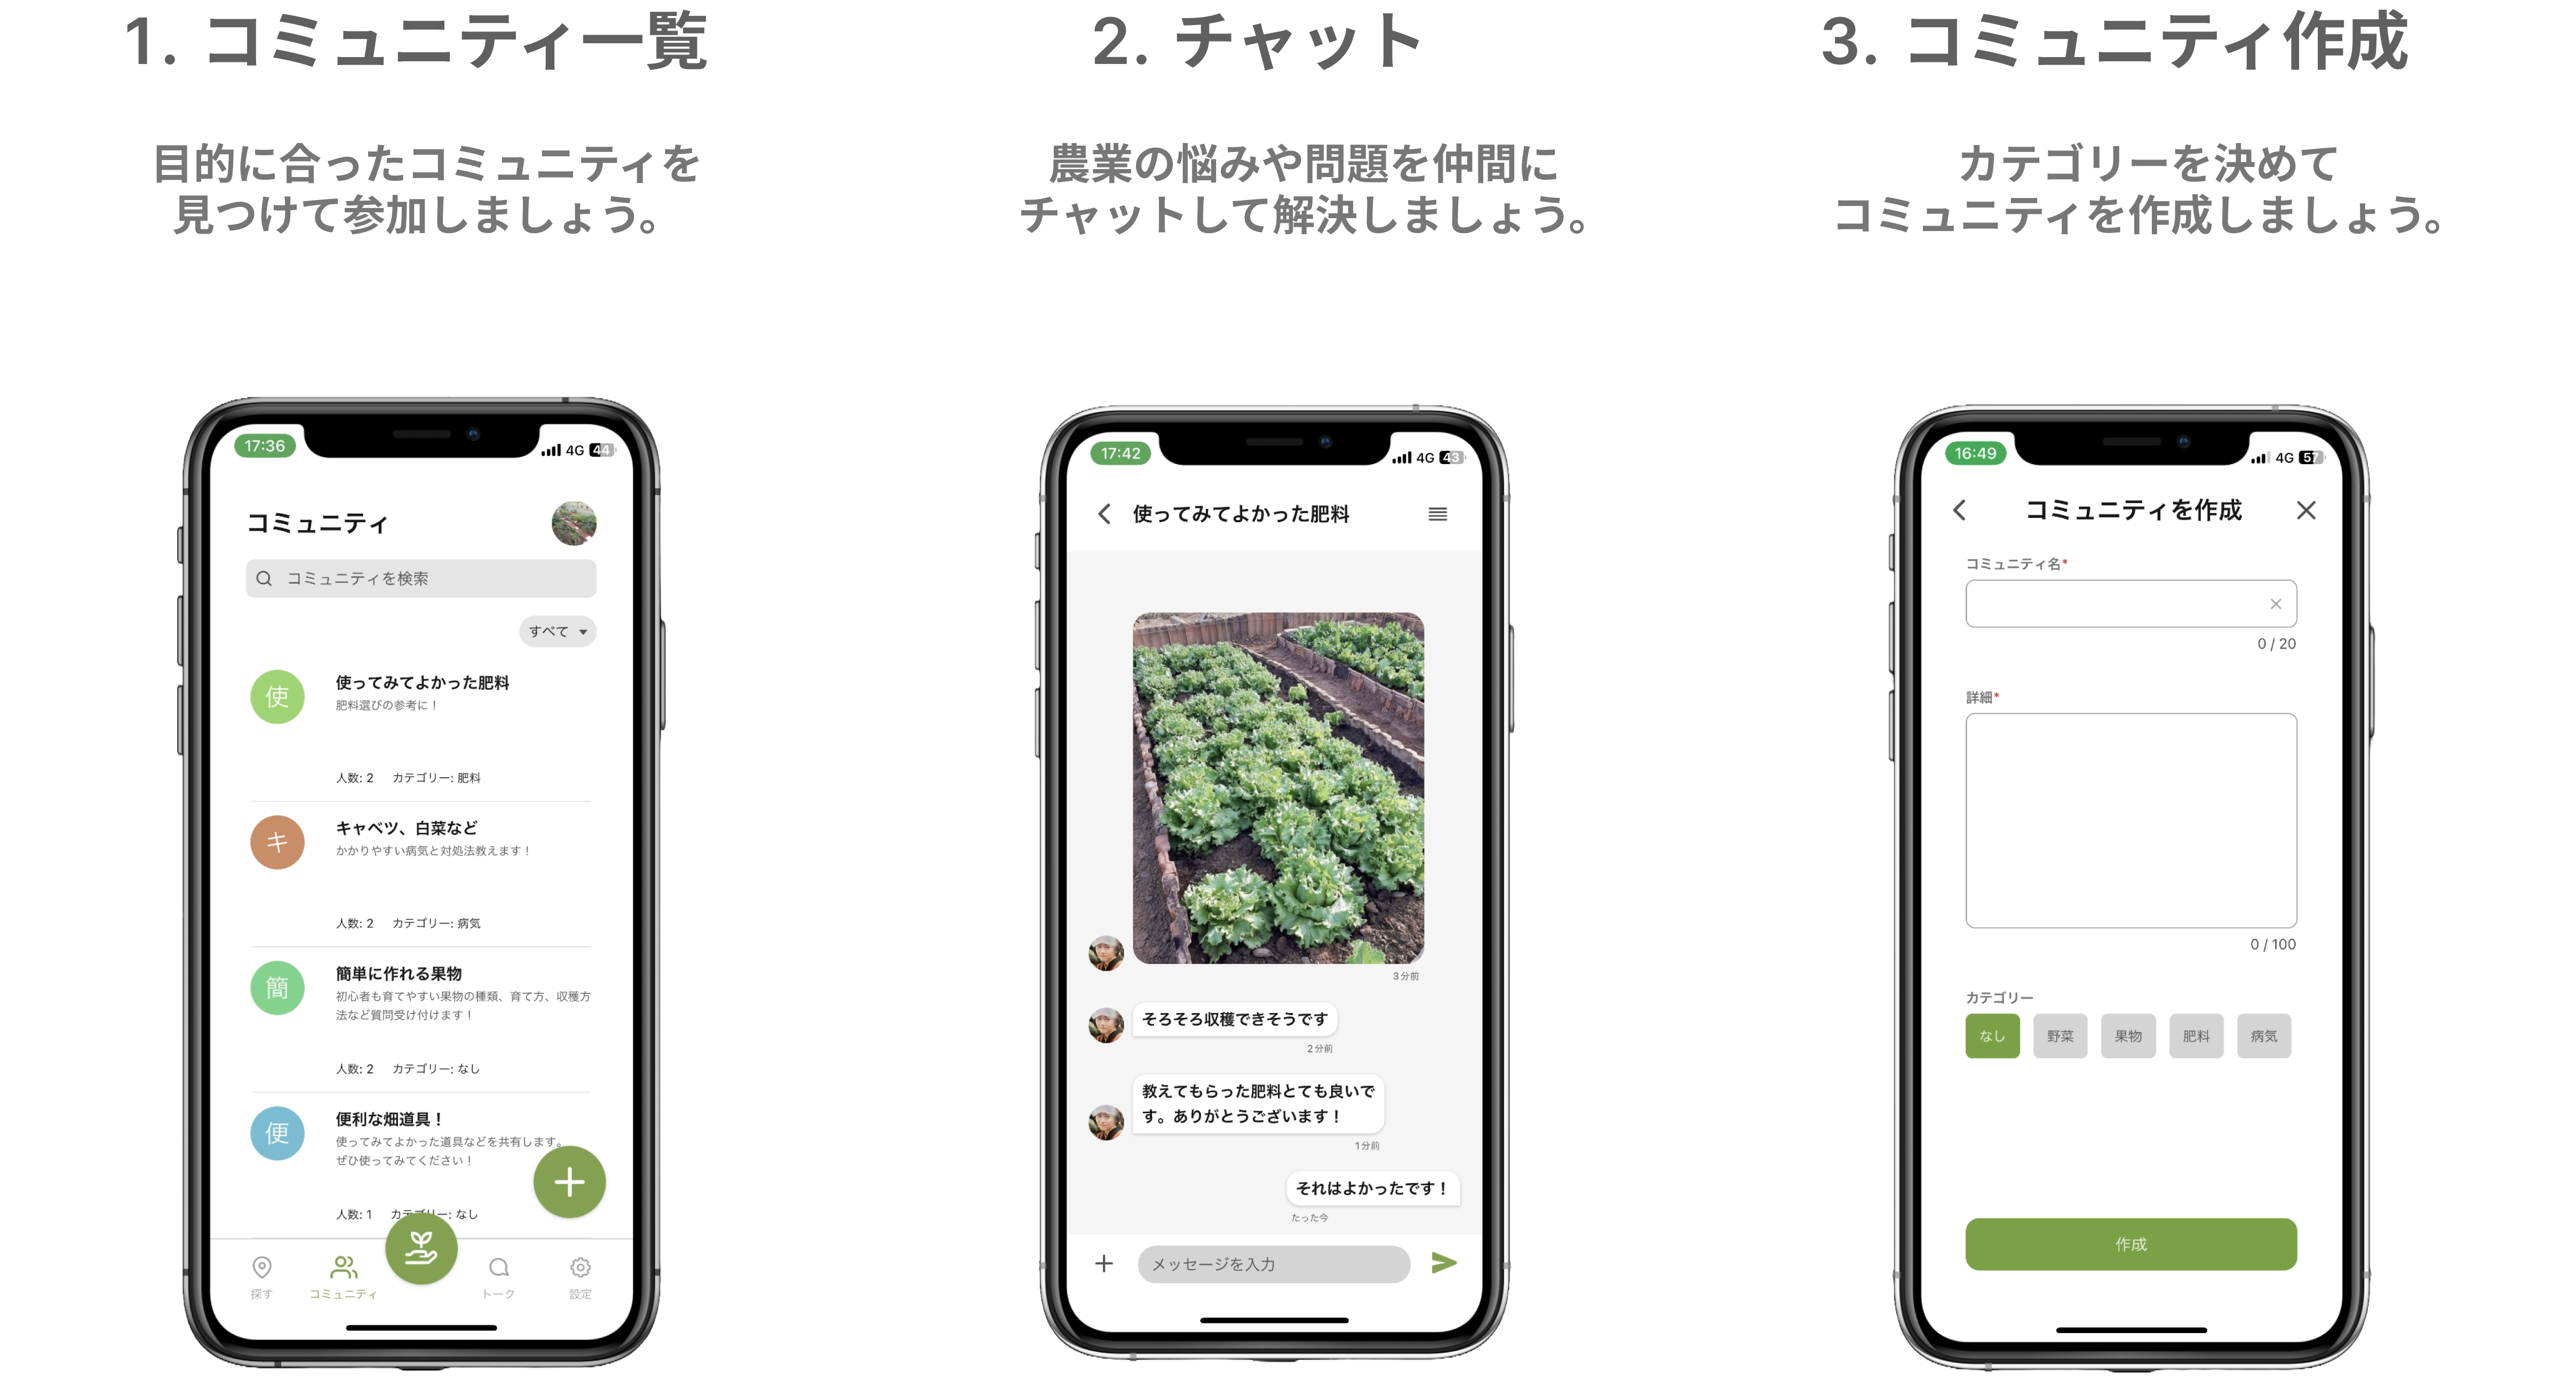 1. コミュニティ一覧
目的に合ったコミュニティを
見つけて参加しましょう。
17:36
4G 44
コミュニティ
コミュニティを検索
すべて
使
使ってみてよかった肥料
肥料選びの参考に！
人数: 2 カテゴリー: 肥料
キ
キャベツ、白菜など
かかりやすい病気と対処法教えます！
人数: 2 カテゴリー: 病気
簡
簡単に作れる果物
初心者も育てやすい果物の種類、育て方、収穫方
法など質問受け付けます！
人数: 2 カテゴリー: なし
便
便利な畑道具！
使ってみてよかった道具などを共有します。
ぜひ使ってみてください！
人数: 1 カテゴリー: なし
探す
コミュニティ
トーク
設定
2. チャット
農業の悩みや問題を仲間に
チャットして解決しましょう。
17:42
4G 43
使ってみてよかった肥料
3分前
そろそろ収穫できそうです
2分前
教えてもらった肥料とても良いで
す。ありがとうございます！
1分前
それはよかったです！
たった今
メッセージを入力
3. コミュニティ作成
カテゴリーを決めて
コミュニティを作成しましょう。
16:49
4G 57
コミュニティを作成
コミュニティ名*
0 / 20
詳細*
0 / 100
カテゴリー
なし
野菜
果物
肥料
病気
作成